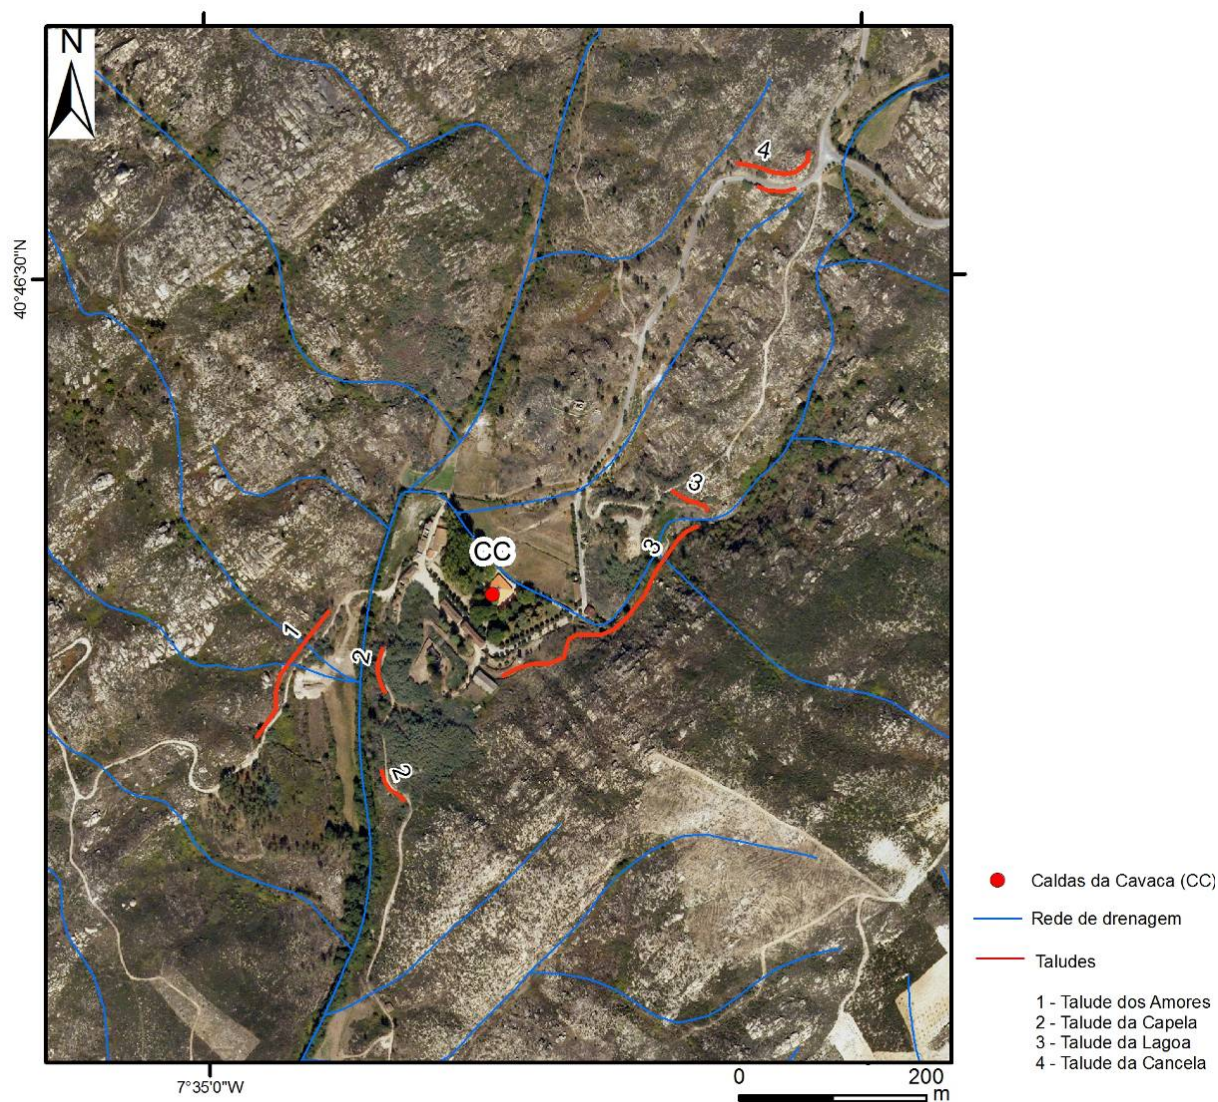 N
4
40°46'30"N
3
CC
3
1
2
2
Caldas da Cavaca (CC)
Rede de drenagem
Taludes
1 - Talude dos Amores
2 - Talude da Capela
3 - Talude da Lagoa
4 - Talude da Cancela
7°35'0"W
0 200
m